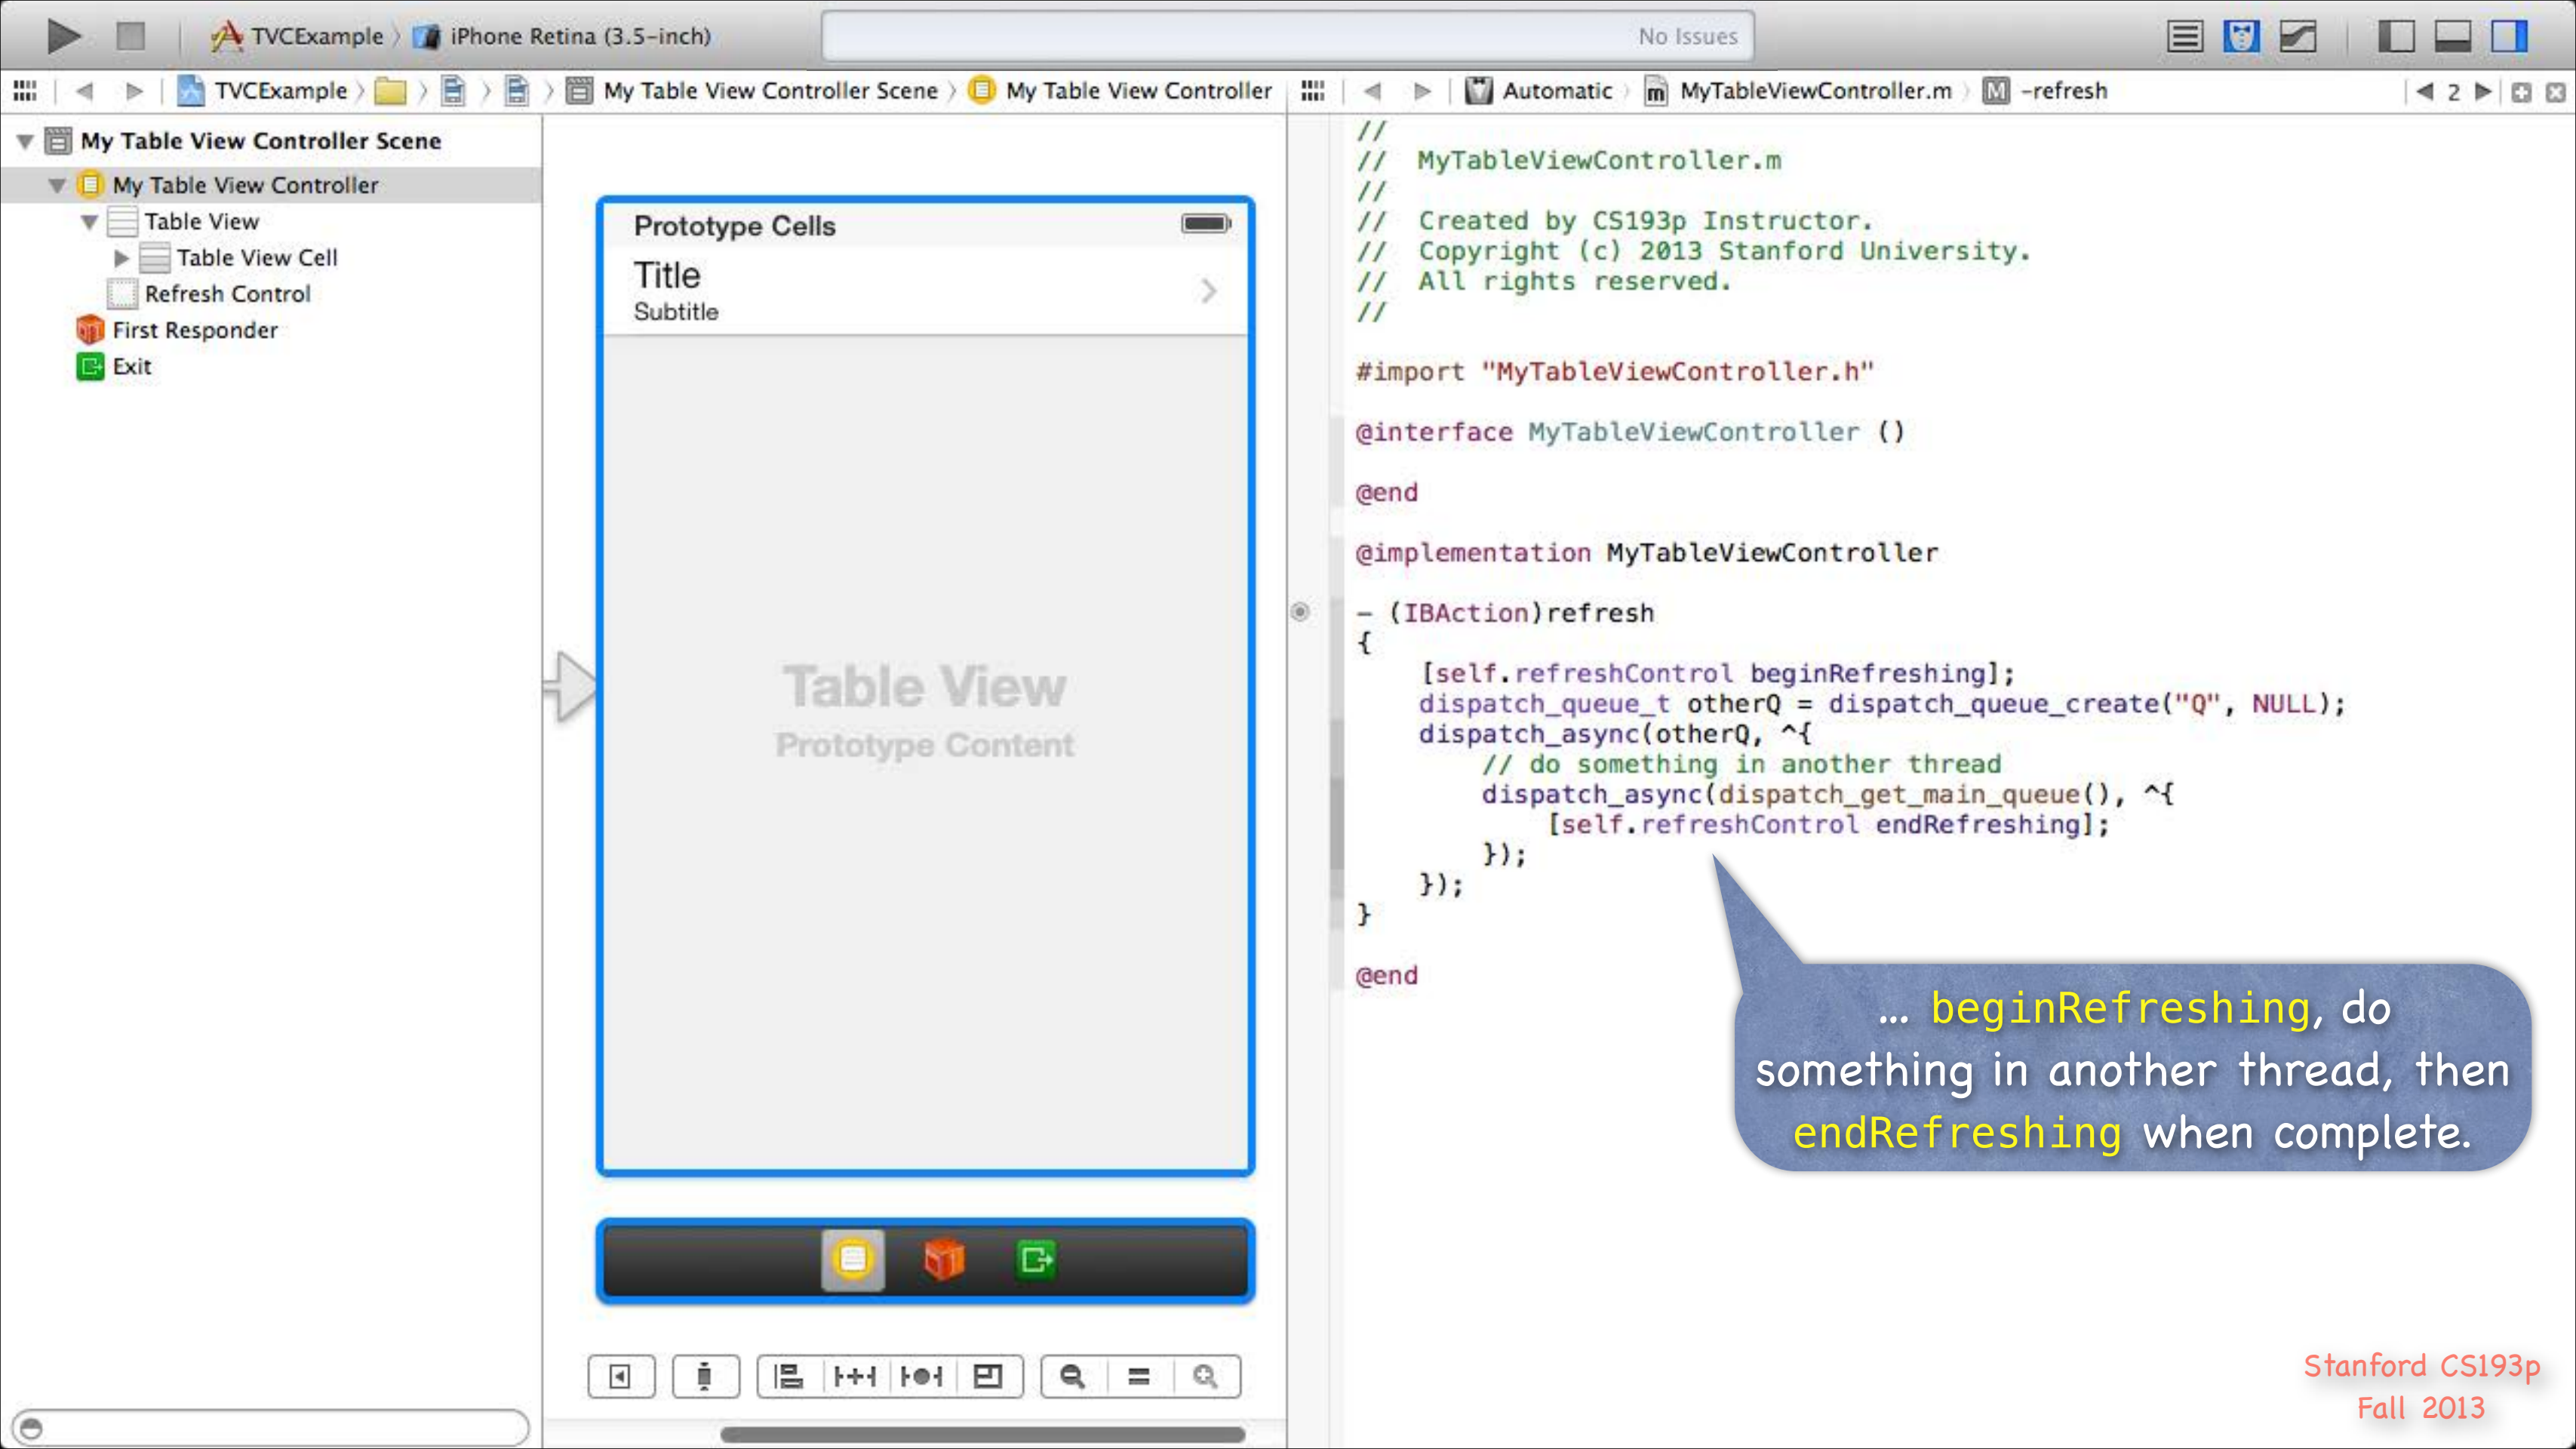 TVCExample iPhone Retina (3.5-inch)
No Issues
TVCExample My Table View Controller Scene My Table View Controller
Automatic MyTableViewController.m M -refresh 2
My Table View Controller Scene
My Table View Controller
Table View
Table View Cell
Refresh Control
First Responder
Exit
Prototype Cells
Title
Subtitle
Table View
Prototype Content
//
//  MyTableViewController.m
//
//  Created by CS193p Instructor.
//  Copyright (c) 2013 Stanford University.
//  All rights reserved.
//
#import "MyTableViewController.h"
@interface MyTableViewController ()
@end
@implementation MyTableViewController
- (IBAction)refresh
{
    [self.refreshControl beginRefreshing];
    dispatch_queue_t otherQ = dispatch_queue_create("Q", NULL);
    dispatch_async(otherQ, ^{
        // do something in another thread
        dispatch_async(dispatch_get_main_queue(), ^{
            [self.refreshControl endRefreshing];
        });
    });
}
@end
... beginRefreshing, do
something in another thread, then
endRefreshing when complete.
Stanford CS193p
Fall 2013